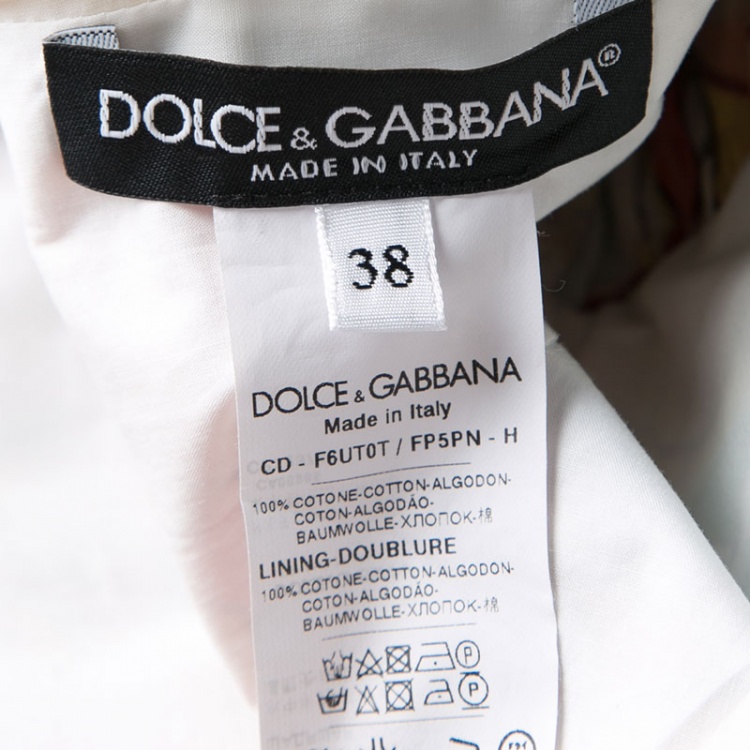 DOLCE & GABBANA®
MADE IN ITALY
38
DOLCE & GABBANA
Made in Italy
CD - F6UT0T / FP5PN - H
100% COTONE-COTTON-ALGODON-
COTON-ALGODÃO-
BAUMWOLLE-ХЛОПОК-棉
LINING-DOUBLURE
100% COTONE-COTTON-ALGODON-
COTON-ALGODÃO-
BAUMWOLLE-ХЛОПОК-棉
P
P